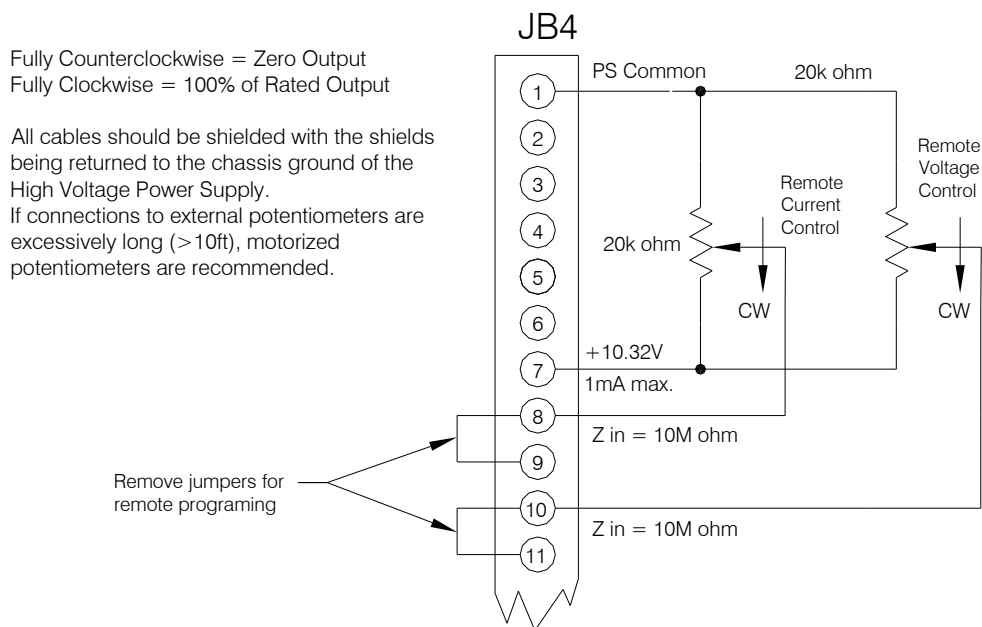 JB4
Fully Counterclockwise = Zero Output
Fully Clockwise = 100% of Rated Output
All cables should be shielded with the shields
being returned to the chassis ground of the
High Voltage Power Supply.
If connections to external potentiometers are
excessively long (>10ft), motorized
potentiometers are recommended.
1
2
3
4
5
6
7
8
9
10
11
PS Common
20k ohm
Remote
Voltage
Control
Remote
Current
Control
20k ohm
CW
CW
+10.32V
1mA max.
Z in = 10M ohm
Z in = 10M ohm
Remove jumpers for
remote programing